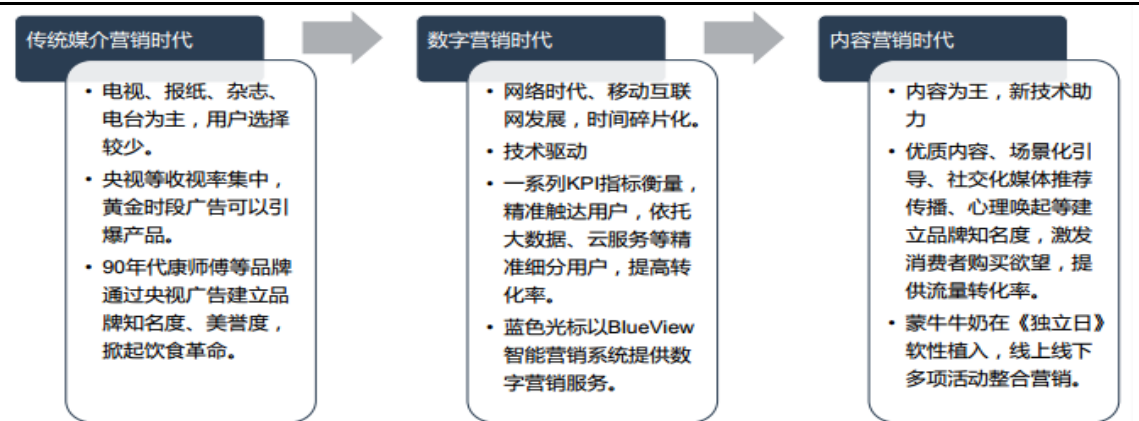 传统媒介营销时代
• 电视、报纸、杂志、
电台为主，用户选择
较少。
• 央视等收视率集中，
黄金时段广告可以引
爆产品。
• 90年代康师傅等品牌
通过央视广告建立品
牌知名度、美誉度，
掀起饮食革命。
数字营销时代
• 网络时代、移动互联
网发展，时间碎片化。
• 技术驱动
• 一系列KPI指标衡量，
精准触达用户，依托
大数据、云服务等精
准细分用户，提高转
化率。
• 蓝色光标以BlueView
智能营销系统提供数
字营销服务。
内容营销时代
• 内容为王，新技术助
力
• 优质内容、场景化引
导、社交化媒体推荐
传播、心理唤起等建
立品牌知名度，激发
消费者购买欲望，提
供流量转化率。
• 蒙牛牛奶在《独立日》
软性植入，线上线下
多项活动整合营销。